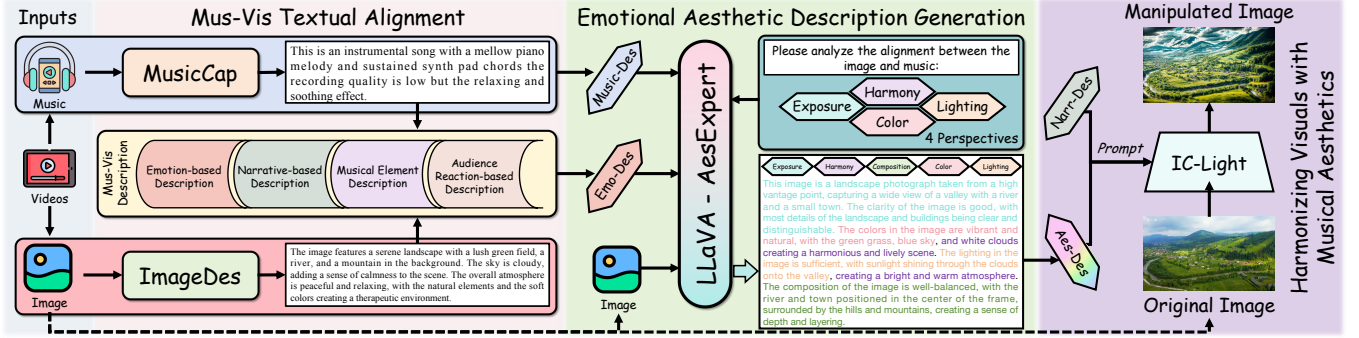 Inputs
Mus-Vis Textual Alignment
Emotional Aesthetic Description Generation
Music
MusicCap
This is an instrumental song with a mellow piano
melody and sustained synth pad chords the
recording quality is low but the relaxing and
soothing effect.
Videos
Mus-Vis
Description
Emotion-based
Description
Narrative-based
Description
Musical Element
Description
Audience
Reaction-based
Description
Image
ImageDes
The image features a serene landscape with a lush green field, a
river, and a mountain in the background. The sky is cloudy,
adding a sense of calmness to the scene. The overall atmosphere
is peaceful and relaxing, with the natural elements and the soft
colors creating a therapeutic environment.
Music-Des
Emo-Des
Image
LLaVA - AesExpert
Please analyze the alignment between the
image and music:
Exposure
Harmony
Color
Lighting
4 Perspectives
Exposure
Harmony
Composition
Color
Lighting
This image is a landscape photograph taken from a high
vantage point, capturing a wide view of a valley with a river
and a small town. The clarity of the image is good, with
most details of the landscape and buildings being clear and
distinguishable. The colors in the image are vibrant and
natural, with the green grass, blue sky, and white clouds
creating a harmonious and lively scene. The lighting in the
image is sufficient, with sunlight shining through the clouds
onto the valley, creating a bright and warm atmosphere.
The composition of the image is well-balanced, with the
river and town positioned in the center of the frame,
surrounded by the hills and mountains, creating a sense of
depth and layering.
Narr-Des
Aes-Des
Prompt
Manipulated Image
IC-Light
Original Image
Harmonizing Visuals with
Musical Aesthetics